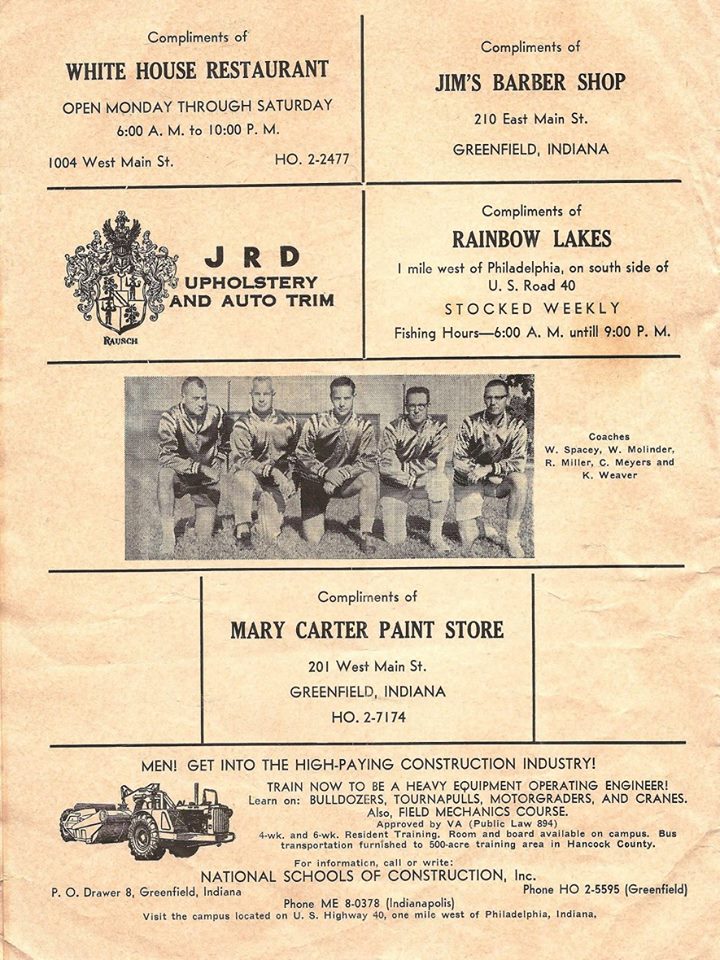 Compliments of
WHITE HOUSE RESTAURANT
OPEN MONDAY THROUGH SATURDAY
6:00 A. M. to 10:00 P. M.
1004 West Main St. HO. 2-2477
Compliments of
JIM'S BARBER SHOP
210 East Main St.
GREENFIELD, INDIANA
RAUSCH
J R D
UPHOLSTERY
AND AUTO TRIM
Compliments of
RAINBOW LAKES
1 mile west of Philadelphia, on south side of
U. S. Road 40
STOCKED WEEKLY
Fishing Hours—6:00 A. M. untill 9:00 P. M.
Coaches
W. Spacey, W. Molinder,
R. Miller, C. Meyers and
K. Weaver
Compliments of
MARY CARTER PAINT STORE
201 West Main St.
GREENFIELD, INDIANA
HO. 2-7174
MEN! GET INTO THE HIGH-PAYING CONSTRUCTION INDUSTRY!
TRAIN NOW TO BE A HEAVY EQUIPMENT OPERATING ENGINEER!
Learn on: BULLDOZERS, TOURNAPULLS, MOTORGRADERS, AND CRANES.
Also, FIELD MECHANICS COURSE.
Approved by VA (Public Law 894)
4-wk. and 6-wk. Resident Training. Room and board available on campus. Bus
transportation furnished to 500-acre training area in Hancock County.
For information, call or write:
NATIONAL SCHOOLS OF CONSTRUCTION, Inc.
P. O. Drawer 8, Greenfield, Indiana Phone HO 2-5595 (Greenfield)
Phone ME 8-0378 (Indianapolis)
Visit the campus located on U. S. Highway 40, one mile west of Philadelphia, Indiana.